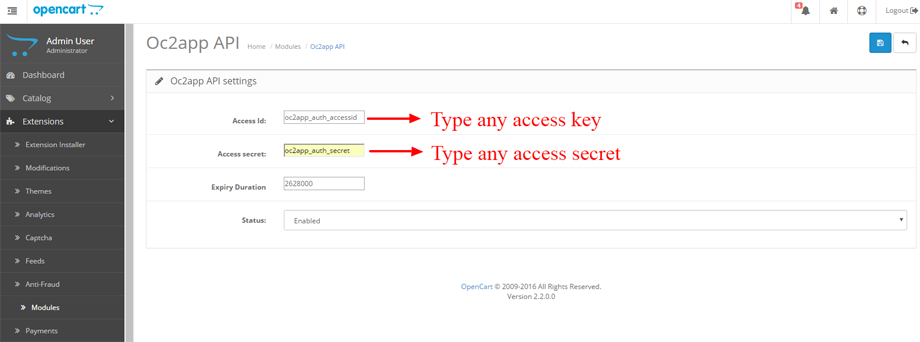 opencart
4
Logout
Admin User
Administrator
Dashboard
Catalog
Extensions
Extension Installer
Modifications
Themes
Analytics
Captcha
Feeds
Anti-Fraud
Modules
Payments
Oc2app API Home / Modules / Oc2app API
Oc2app API settings
Access Id: oc2app_auth_accessid Type any access key
Access secret: oc2app_auth_secret Type any access secret
Expiry Duration 2628000
Status: Enabled
OpenCart © 2009-2016 All Rights Reserved.
Version 2.2.0.0